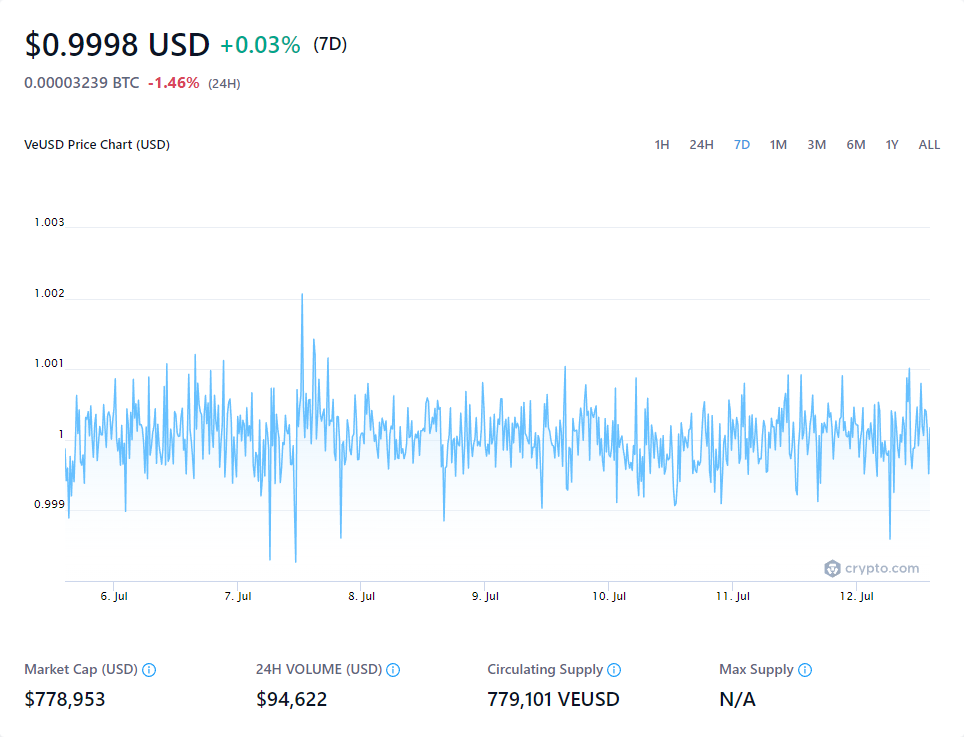 $0.9998 USD +0.03% (7D)
0.00003239 BTC -1.46% (24H)
VeUSD Price Chart (USD)
1H 24H 7D 1M 3M 6M 1Y ALL
1.003
1.002
1.001
1
0.999
crypto.com
6. Jul 7. Jul 8. Jul 9. Jul 10. Jul 11. Jul 12. Jul
Market Cap (USD) 24H VOLUME (USD) Circulating Supply Max Supply
$778,953 $94,622 779,101 VEUSD N/A